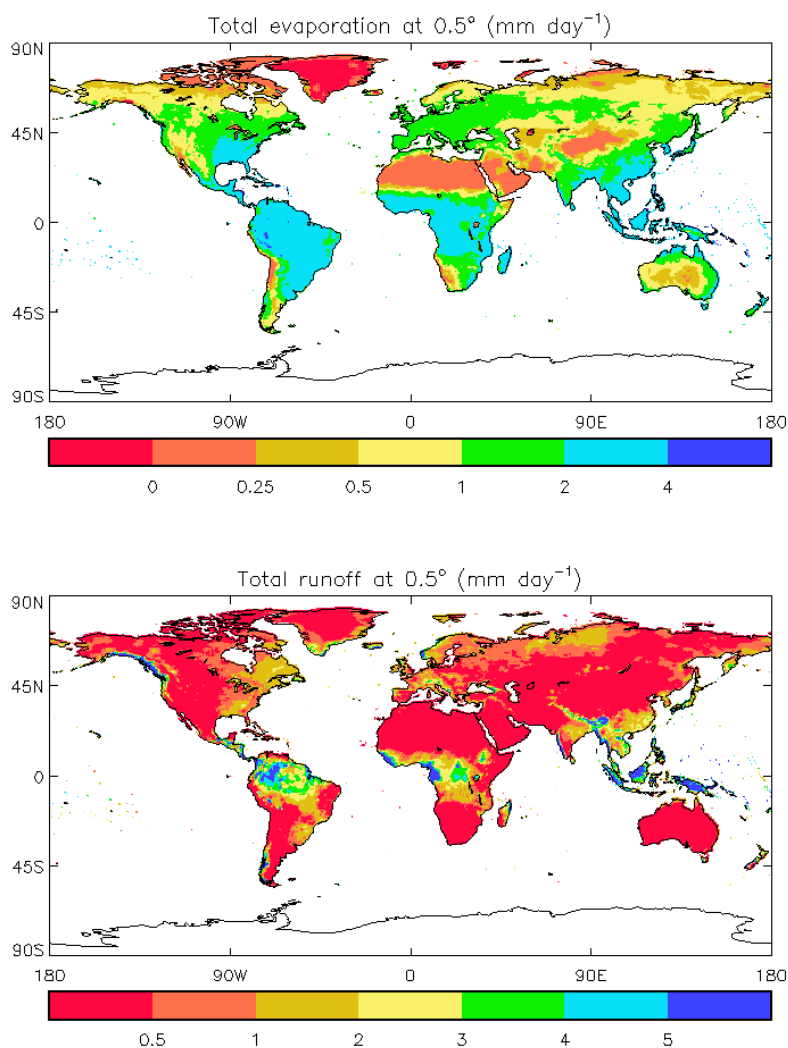 Total evaporation at 0.5° (mm day⁻¹)
90N
45N
0
45S
90S
180 90W 0 90E 180
0 0.25 0.5 1 2 4
Total runoff at 0.5° (mm day⁻¹)
90N
45N
0
45S
90S
180 90W 0 90E 180
0.5 1 2 3 4 5